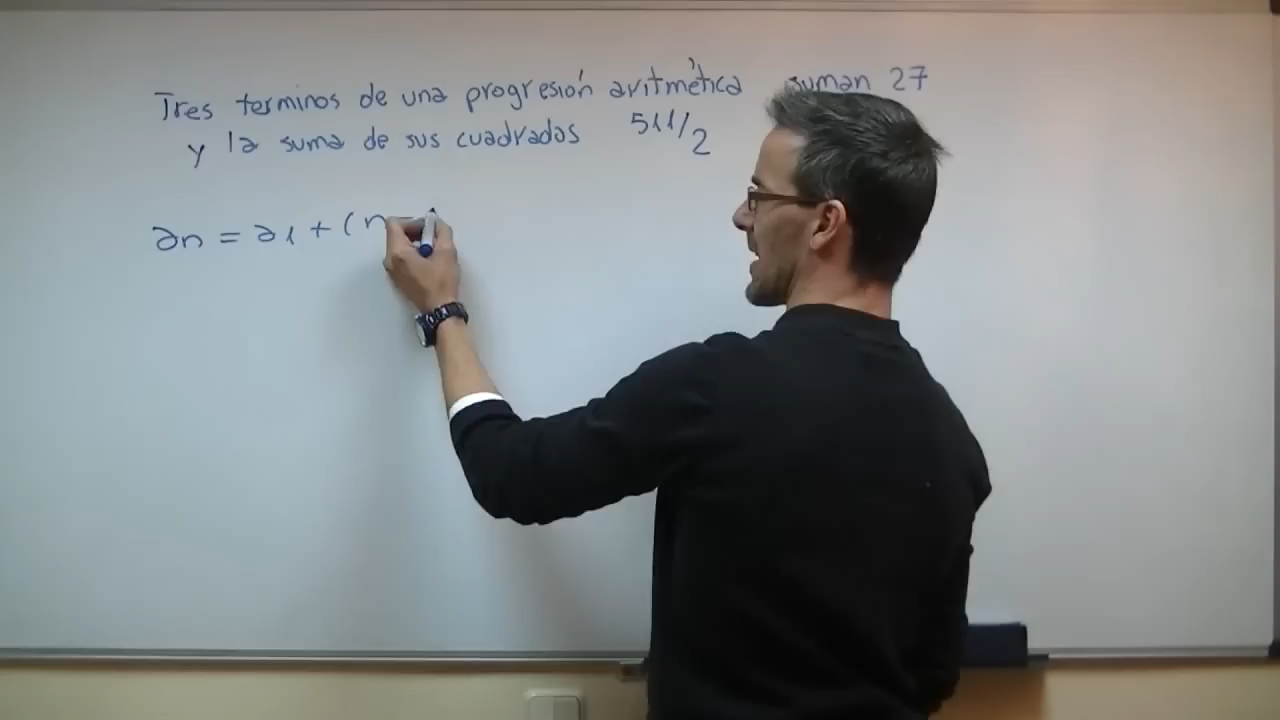 Tres terminos de una progresión aritmética suman 27
y la suma de sus cuadrados 511/2
an = a1 + (n